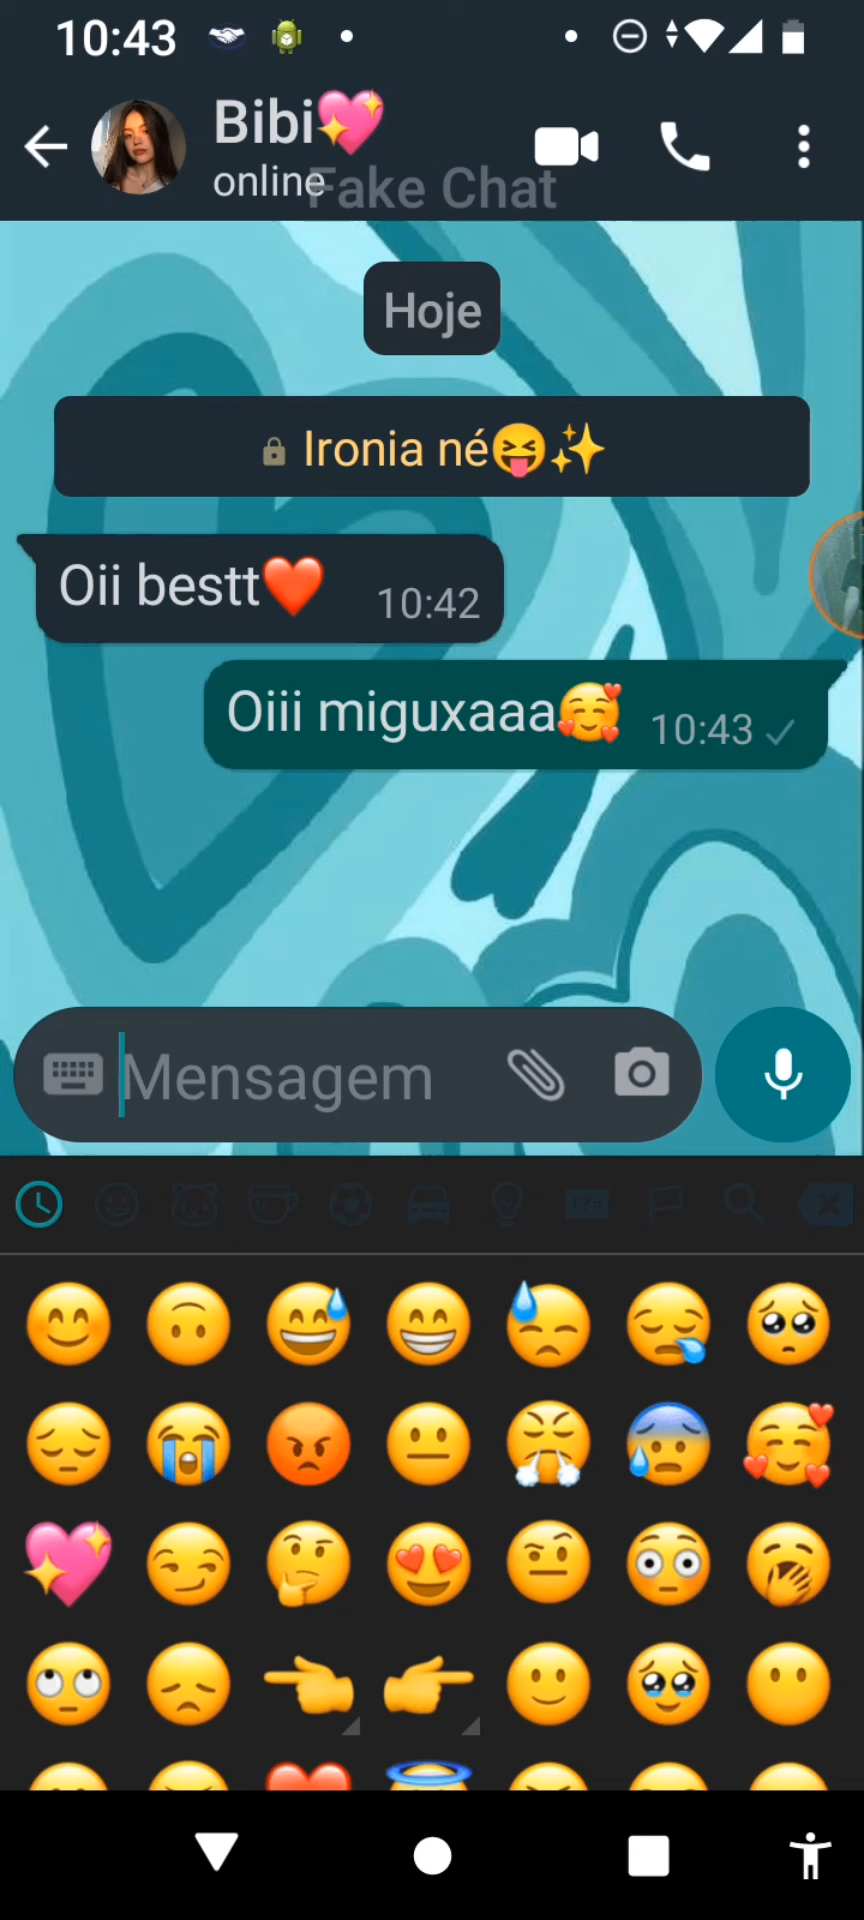 10:43
Bibi💖
online
Fake Chat
Hoje
Ironia né😝✨
Oii bestt❤️
10:42
Oiii miguxaaa🥰
10:43
Mensagem